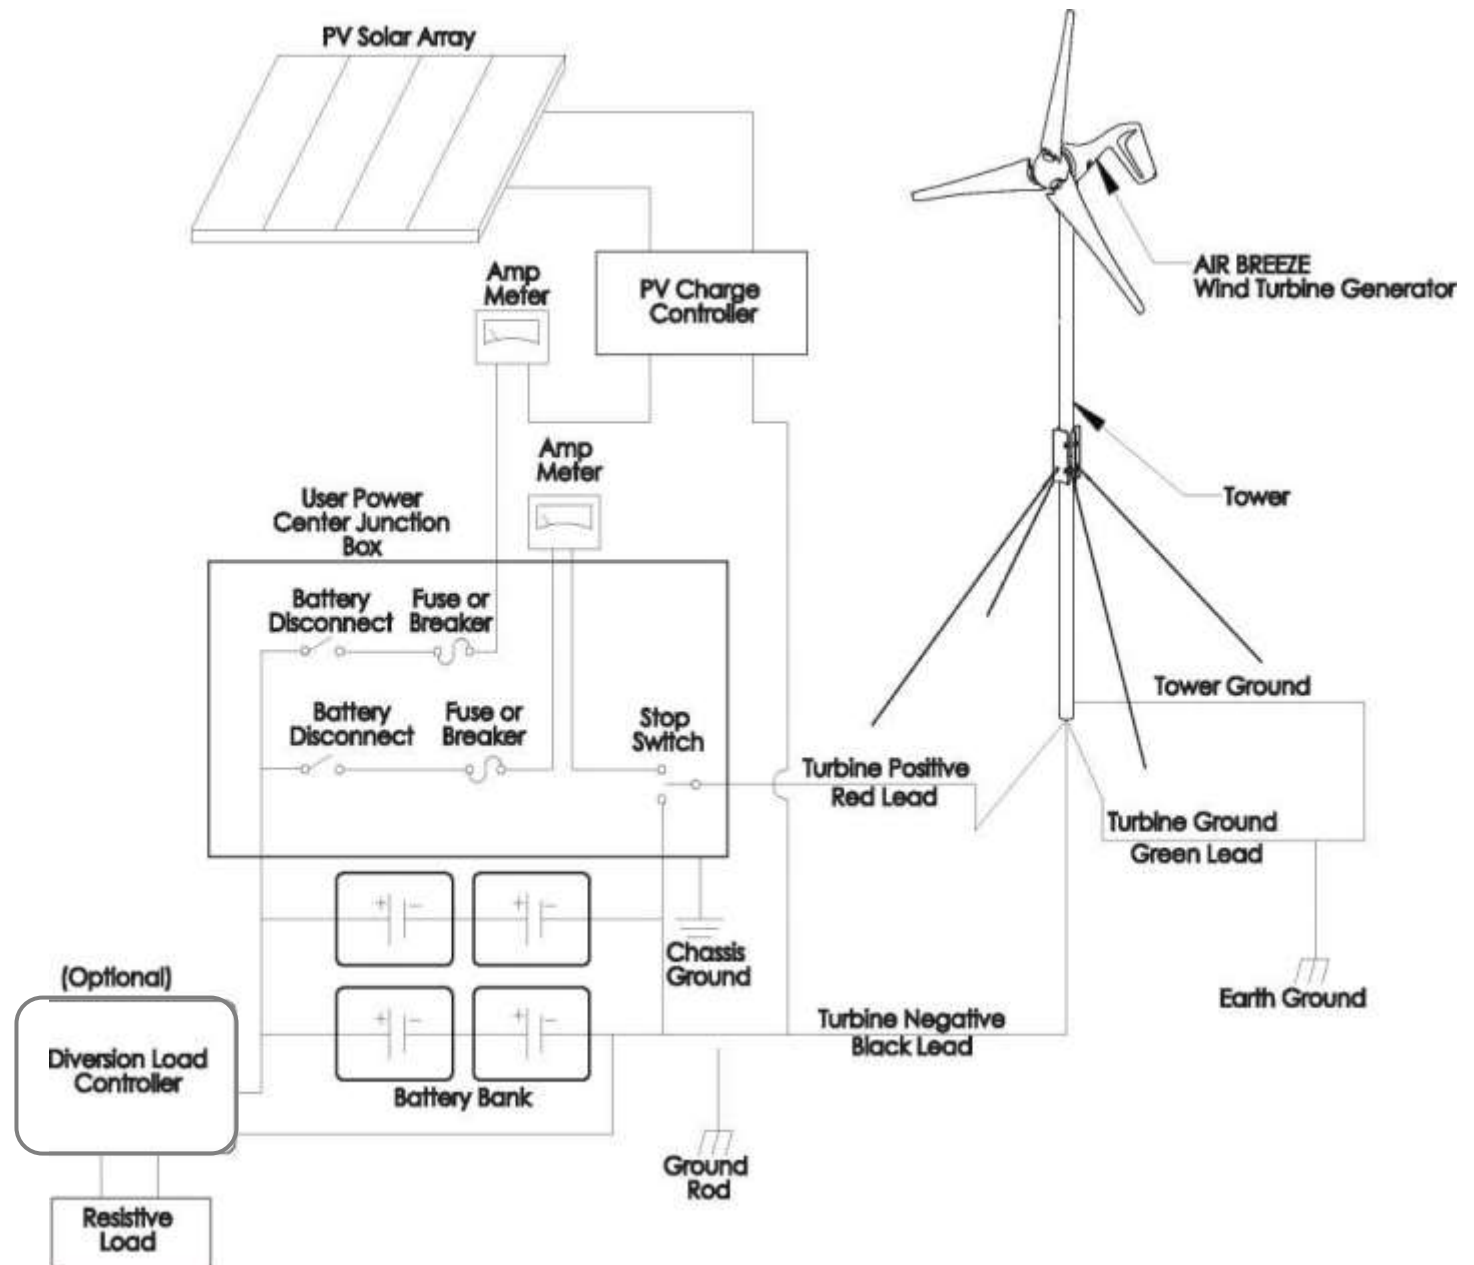 PV Solar Array
Amp
Meter
PV Charge
Controller
AIR BREEZE
Wind Turbine Generator
Amp
Meter
Tower
User Power
Center Junction
Box
Battery
Disconnect
Fuse or
Breaker
Battery
Disconnect
Fuse or
Breaker
Stop
Switch
Tower Ground
Turbine Positive
Red Lead
Turbine Ground
Green Lead
+ −
+ −
Chassis
Ground
(Optional)
Earth Ground
Diversion Load
Controller
+ −
+ −
Turbine Negative
Black Lead
Battery Bank
Ground
Rod
Resistive
Load